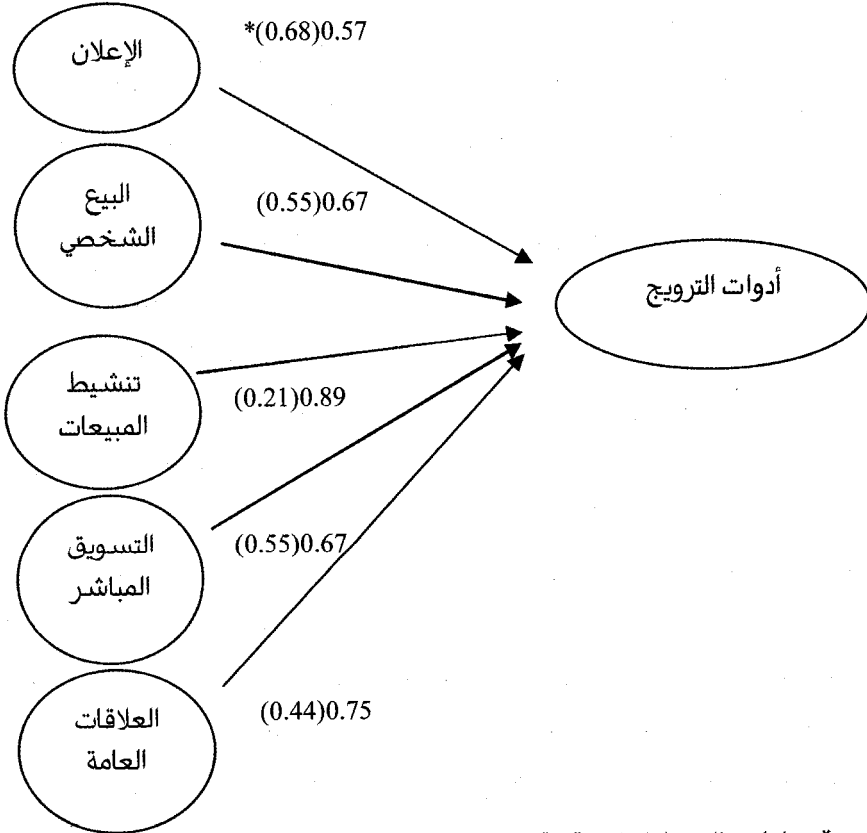 الإعلان
*(0.68)0.57
البيع
الشخصي
(0.55)0.67
أدوات الترويج
تنشيط
المبيعات
(0.21)0.89
التسويق
المباشر
(0.55)0.67
العلاقات
العامة
(0.44)0.75